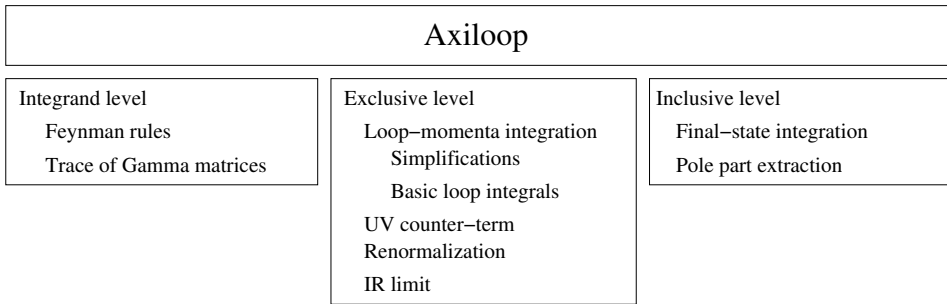 Axiloop
Integrand level
Feynman rules
Trace of Gamma matrices
Exclusive level
Loop−momenta integration
Simplifications
Basic loop integrals
UV counter−term
Renormalization
IR limit
Inclusive level
Final−state integration
Pole part extraction